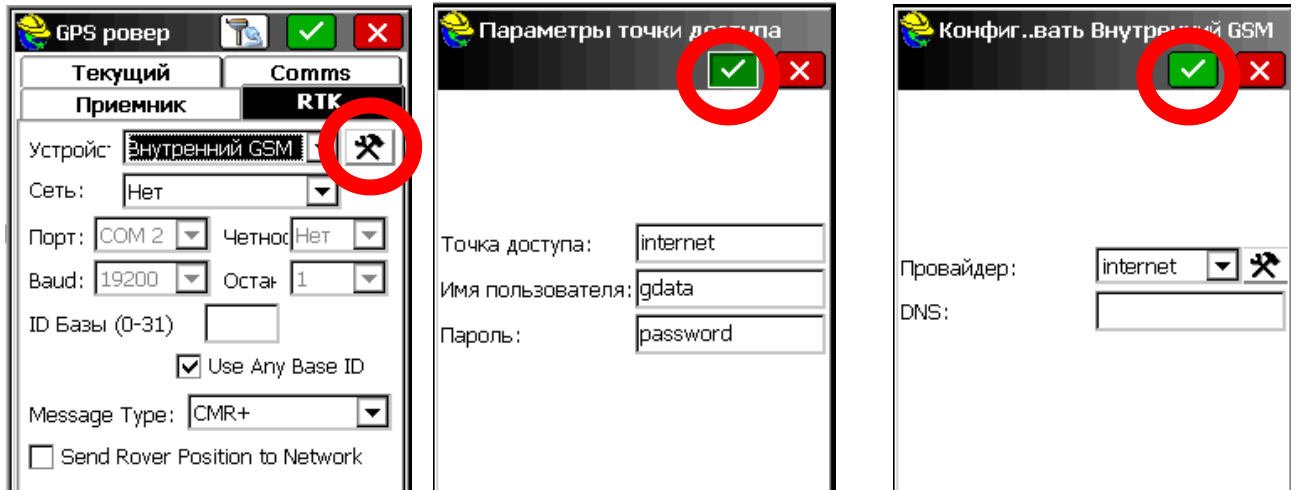 GPS ровер
Текущий
Comms
Приемник
RTK
Устройс
Внутренний GSM
Сеть:
Нет
Порт:
COM 2
Четнос
Нет
Baud:
19200
Остан
1
ID Базы (0-31)
Use Any Base ID
Message Type:
CMR+
Send Rover Position to Network
Параметры точки доступа
Точка доступа:
internet
Имя пользователя:
gdata
Пароль:
password
Конфиг..вать Внутренний GSM
Провайдер:
internet
DNS: